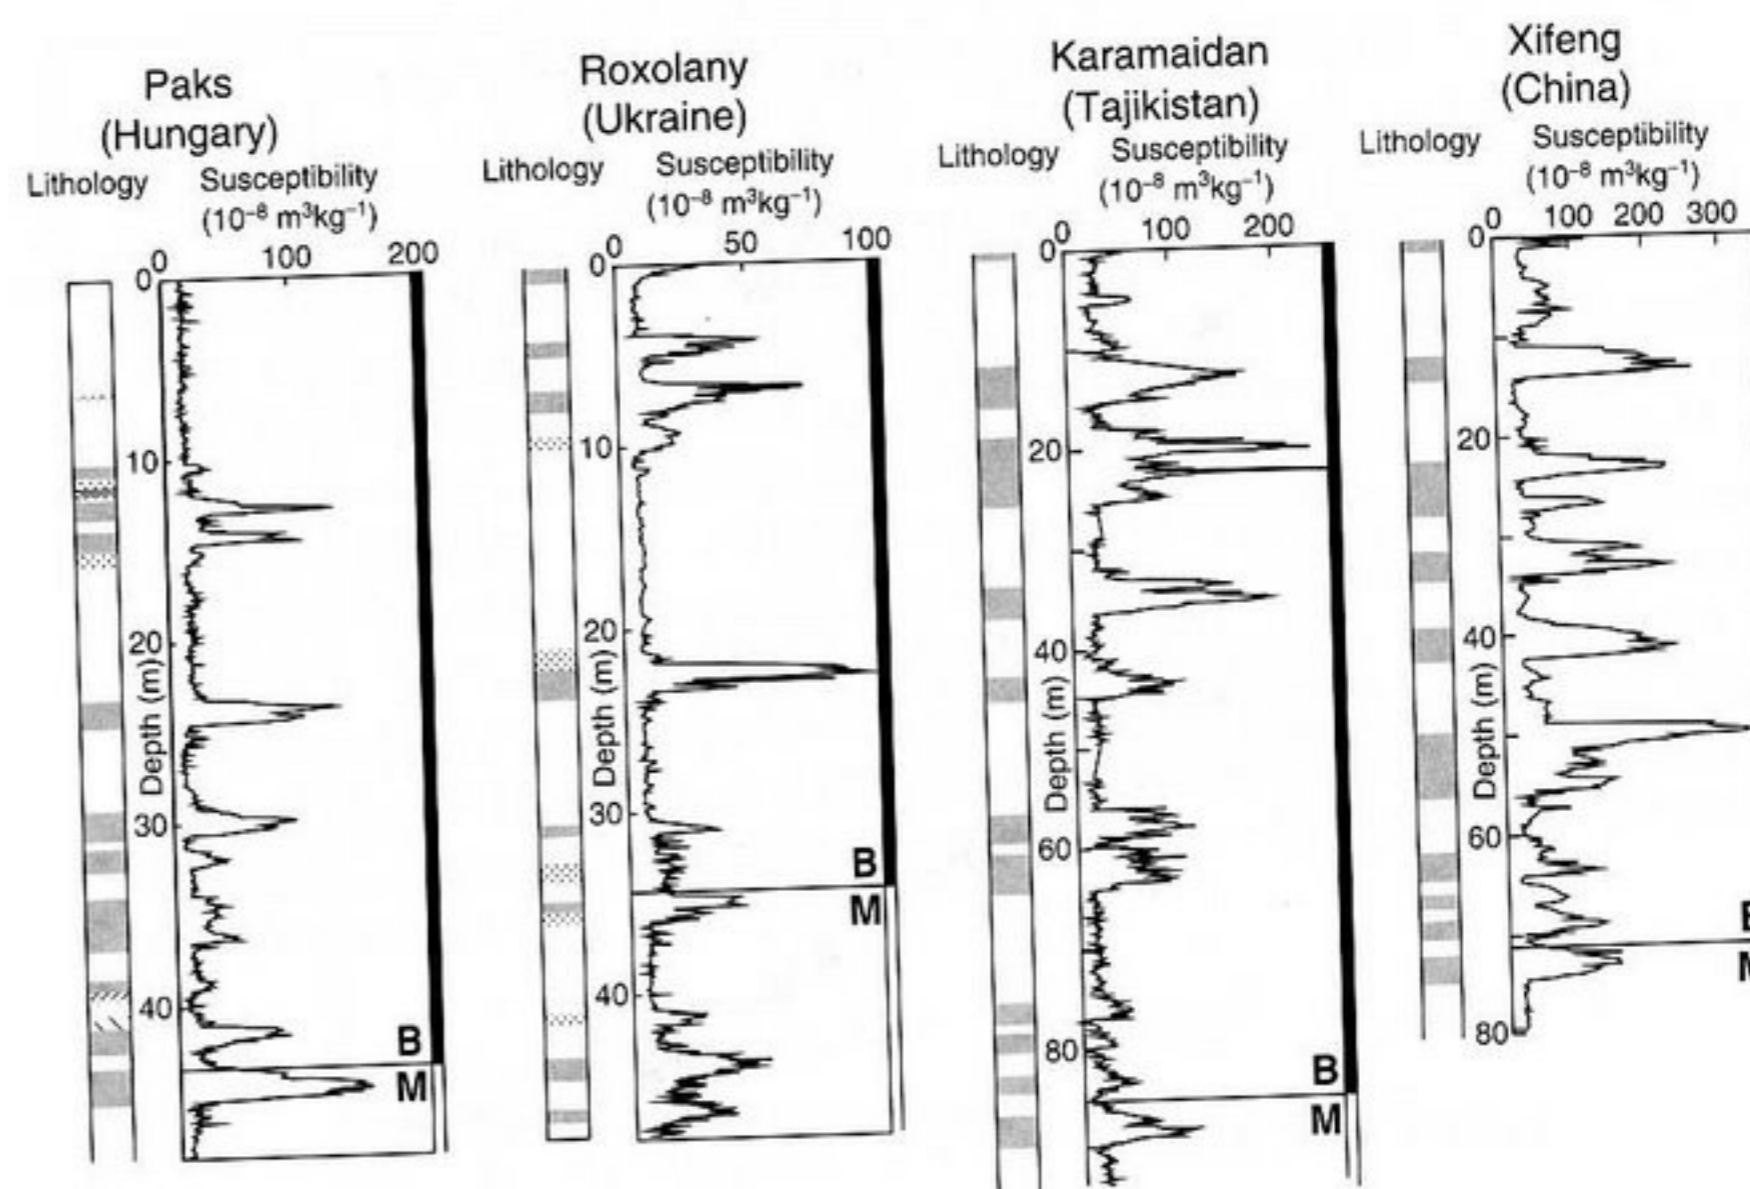 Paks
(Hungary)
Lithology Susceptibility
(10⁻⁸ m³kg⁻¹)
0 100 200
0
10
20
30
40
Depth (m)
B
M
Roxolany
(Ukraine)
Lithology Susceptibility
(10⁻⁸ m³kg⁻¹)
0 50 100
0
10
20
30
40
Depth (m)
B
M
Karamaidan
(Tajikistan)
Lithology Susceptibility
(10⁻⁸ m³kg⁻¹)
0 100 200
0
20
40
60
80
Depth (m)
B
M
Xifeng
(China)
Lithology Susceptibility
(10⁻⁸ m³kg⁻¹)
0 100 200 300
0
20
40
60
80
Depth (m)